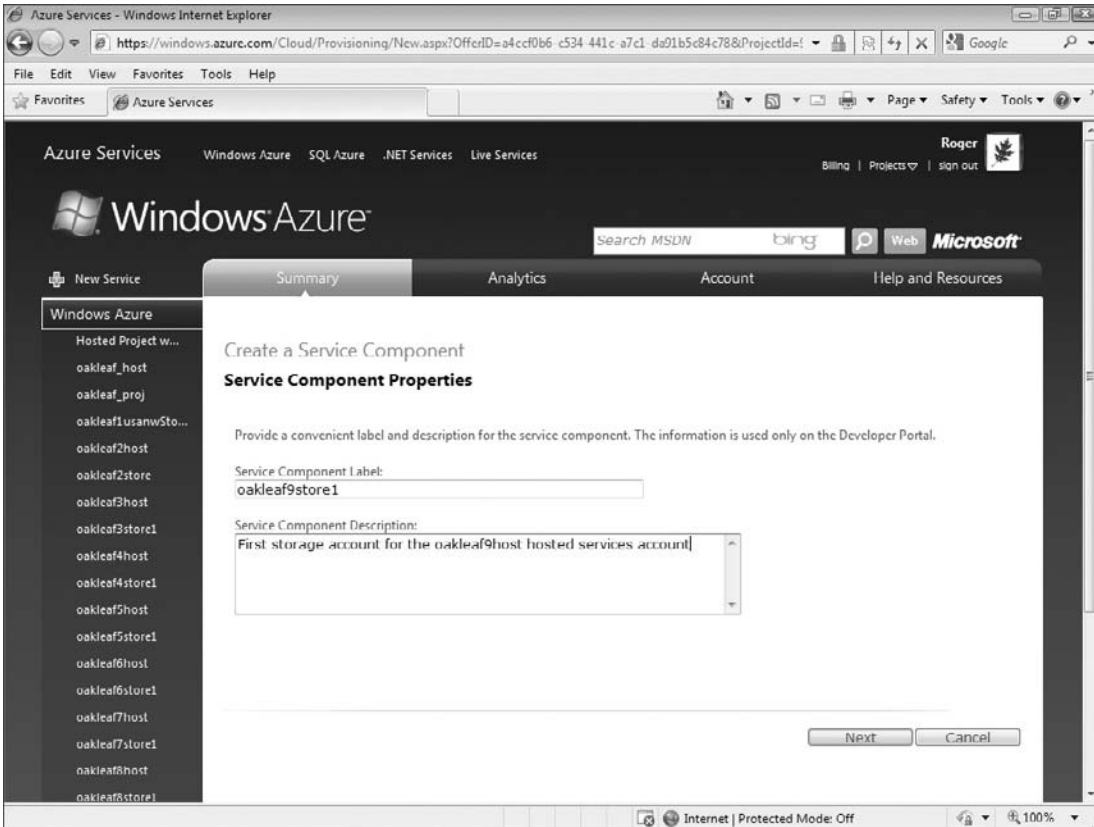 Azure Services - Windows Internet Explorer
https://windows.azure.com/Cloud/Provisioning/New.aspx?OfferID=a4ccf0b6-c534-441c-a7c1-da91b5c84c78&ProjectId=
Google
File Edit View Favorites Tools Help
Favorites Azure Services Page Safety Tools
Azure Services Windows Azure SQL Azure .NET Services Live Services
Roger
Billing | Projects | sign out
Windows Azure
Search MSDN bing Web Microsoft
New Service Summary Analytics Account Help and Resources
Windows Azure
Hosted Project w...
oakleaf_host
oakleaf_proj
oakleaf1usanwSto...
oakleaf2host
oakleaf2store
oakleaf3host
oakleaf3store1
oakleaf4host
oakleaf4store1
oakleaf5host
oakleaf5store1
oakleaf6host
oakleaf6store1
oakleaf7host
oakleaf7store1
oakleaf8host
oakleaf8store1
Create a Service Component
Service Component Properties
Provide a convenient label and description for the service component. The information is used only on the Developer Portal.
Service Component Label:
oakleaf9store1
Service Component Description:
First storage account for the oakleaf9host hosted services account
Next Cancel
Internet | Protected Mode: Off 100%